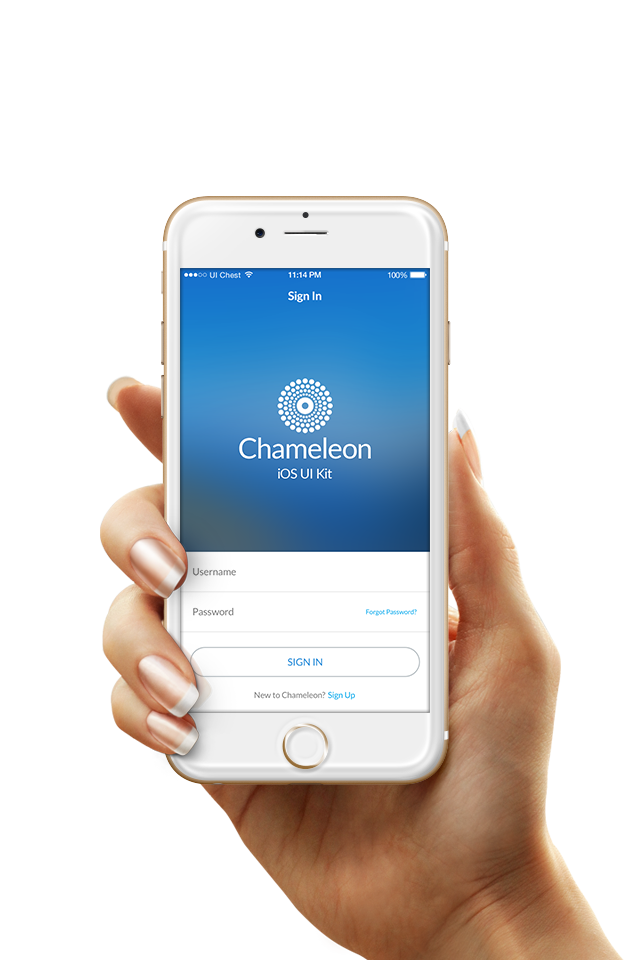 UI Chest
11:14 PM
100%
Sign In
Chameleon
iOS UI Kit
Username
Password
Forgot Password?
SIGN IN
New to Chameleon? Sign Up